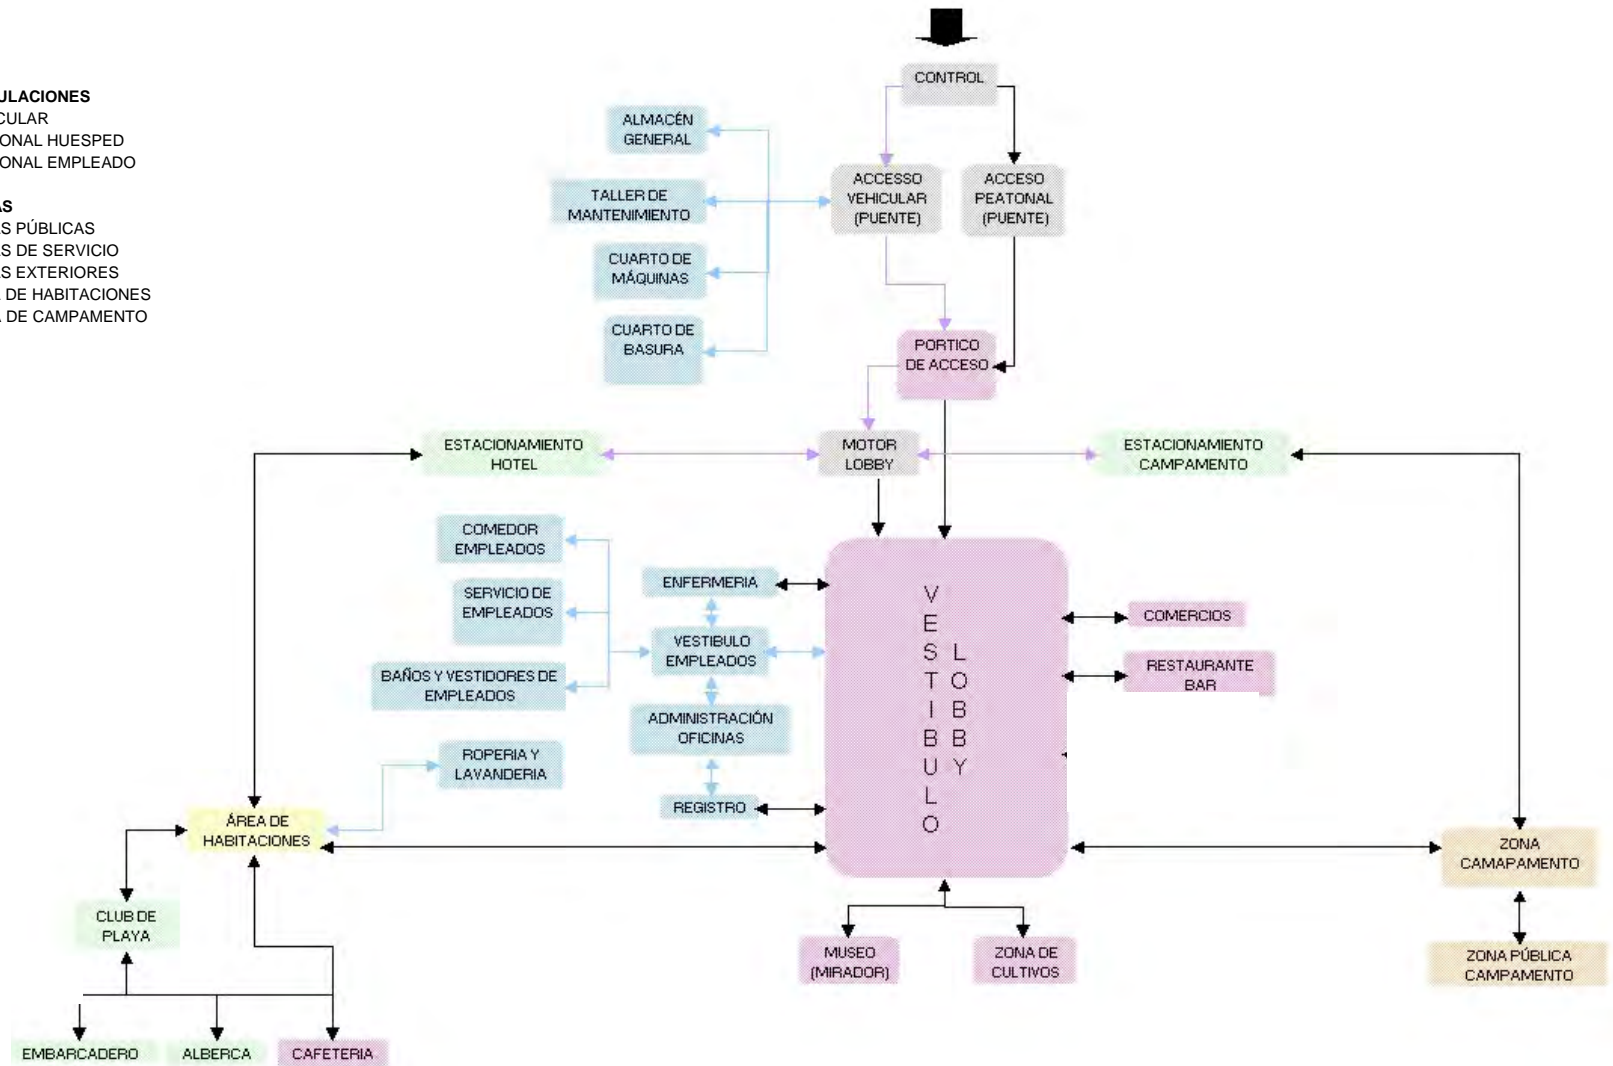 ULACIONES
CULAR
ONAL HUESPED
ONAL EMPLEADO
AS
AS PÚBLICAS
AS DE SERVICIO
AS EXTERIORES
A DE HABITACIONES
A DE CAMPAMENTO
CONTROL
ALMACÉN
GENERAL
TALLER DE
MANTENIMIENTO
CUARTO DE
MÁQUINAS
CUARTO DE
BASURA
ACCESSO
VEHICULAR
(PUENTE)
ACCESO
PEATONAL
(PUENTE)
PORTICO
DE ACCESO
ESTACIONAMIENTO
HOTEL
MOTOR
LOBBY
ESTACIONAMIENTO
CAMPAMENTO
COMEDOR
EMPLEADOS
SERVICIO DE
EMPLEADOS
BAÑOS Y VESTIDORES DE
EMPLEADOS
ROPERIA Y
LAVANDERIA
ENFERMERIA
VESTIBULO
EMPLEADOS
ADMINISTRACIÓN
OFICINAS
REGISTRO
VESTIBULO
LOBBY
COMERCIOS
RESTAURANTE
BAR
ÁREA DE
HABITACIONES
ZONA
CAMAPAMENTO
CLUB DE
PLAYA
MUSEO
(MIRADOR)
ZONA DE
CULTIVOS
ZONA PÚBLICA
CAMPAMENTO
EMBARCADERO
ALBERCA
CAFETERIA